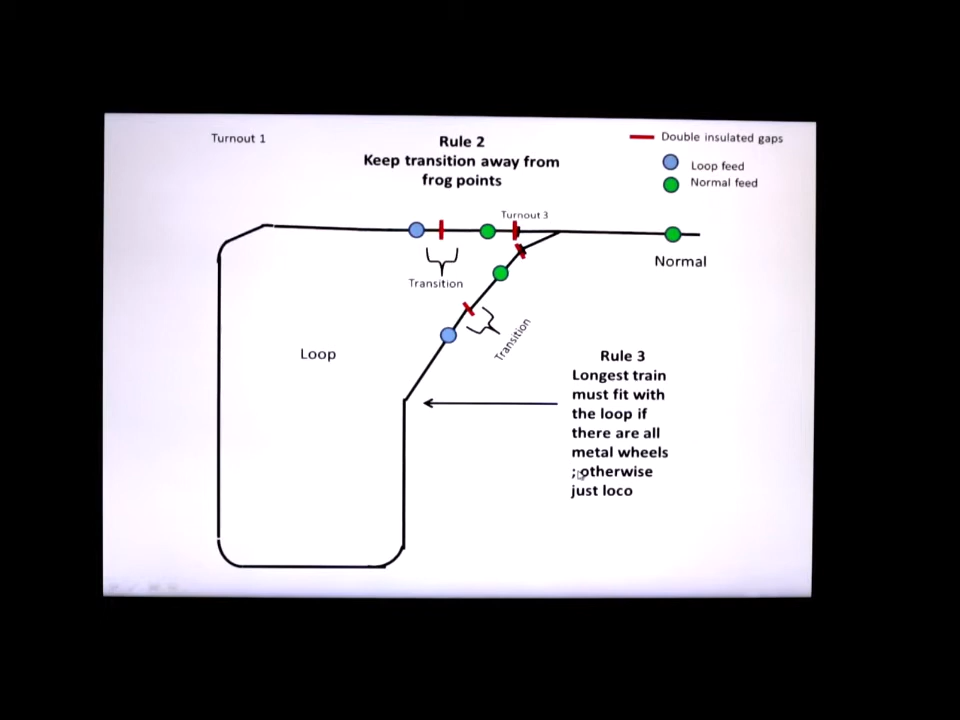 Turnout 1
Rule 2
Keep transition away from
frog points
Double insulated gaps
Loop feed
Normal feed
Turnout 3
Normal
Transition
Transition
Loop
Rule 3
Longest train
must fit with
the loop if
there are all
metal wheels
;otherwise
just loco